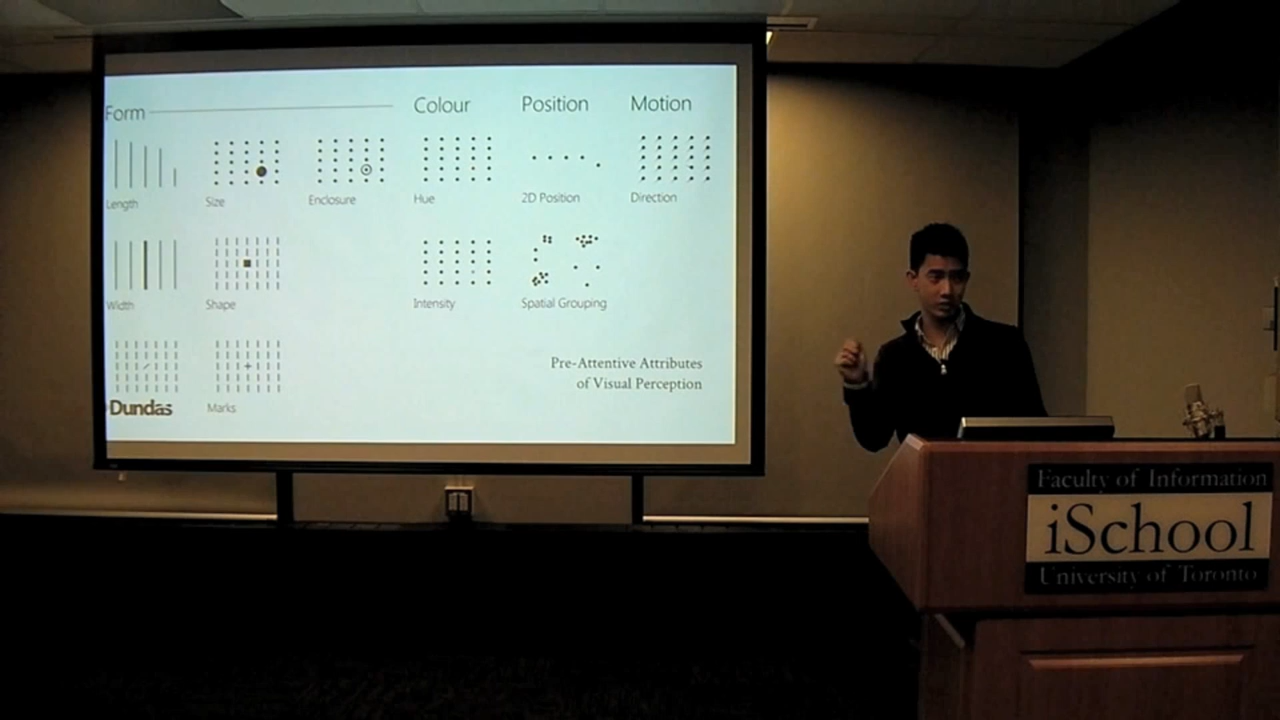 Form
Colour
Position
Motion
Length
Size
Enclosure
Hue
2D Position
Direction
Width
Shape
Intensity
Spatial Grouping
Pre-Attentive Attributes
of Visual Perception
Dundas
Marks
Faculty of Information
iSchool
University of Toronto